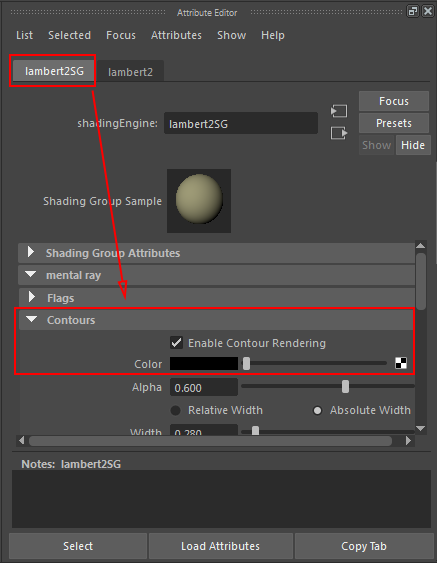 Attribute Editor
List Selected Focus Attributes Show Help
lambert2SG lambert2
Focus
shadingEngine: lambert2SG
Presets
Show Hide
Shading Group Sample
Shading Group Attributes
mental ray
Flags
Contours
Enable Contour Rendering
Color
Alpha 0.600
Relative Width Absolute Width
Width 0.280
Notes: lambert2SG
Select Load Attributes Copy Tab